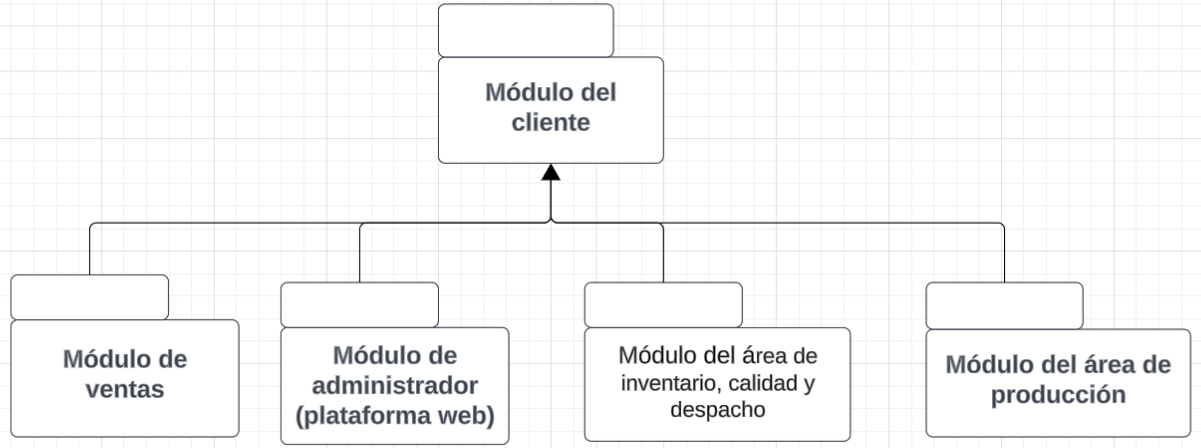 Módulo del
cliente
Módulo de
ventas
Módulo de
administrador
(plataforma web)
Módulo del área de
inventario, calidad y
despacho
Módulo del área de
producción